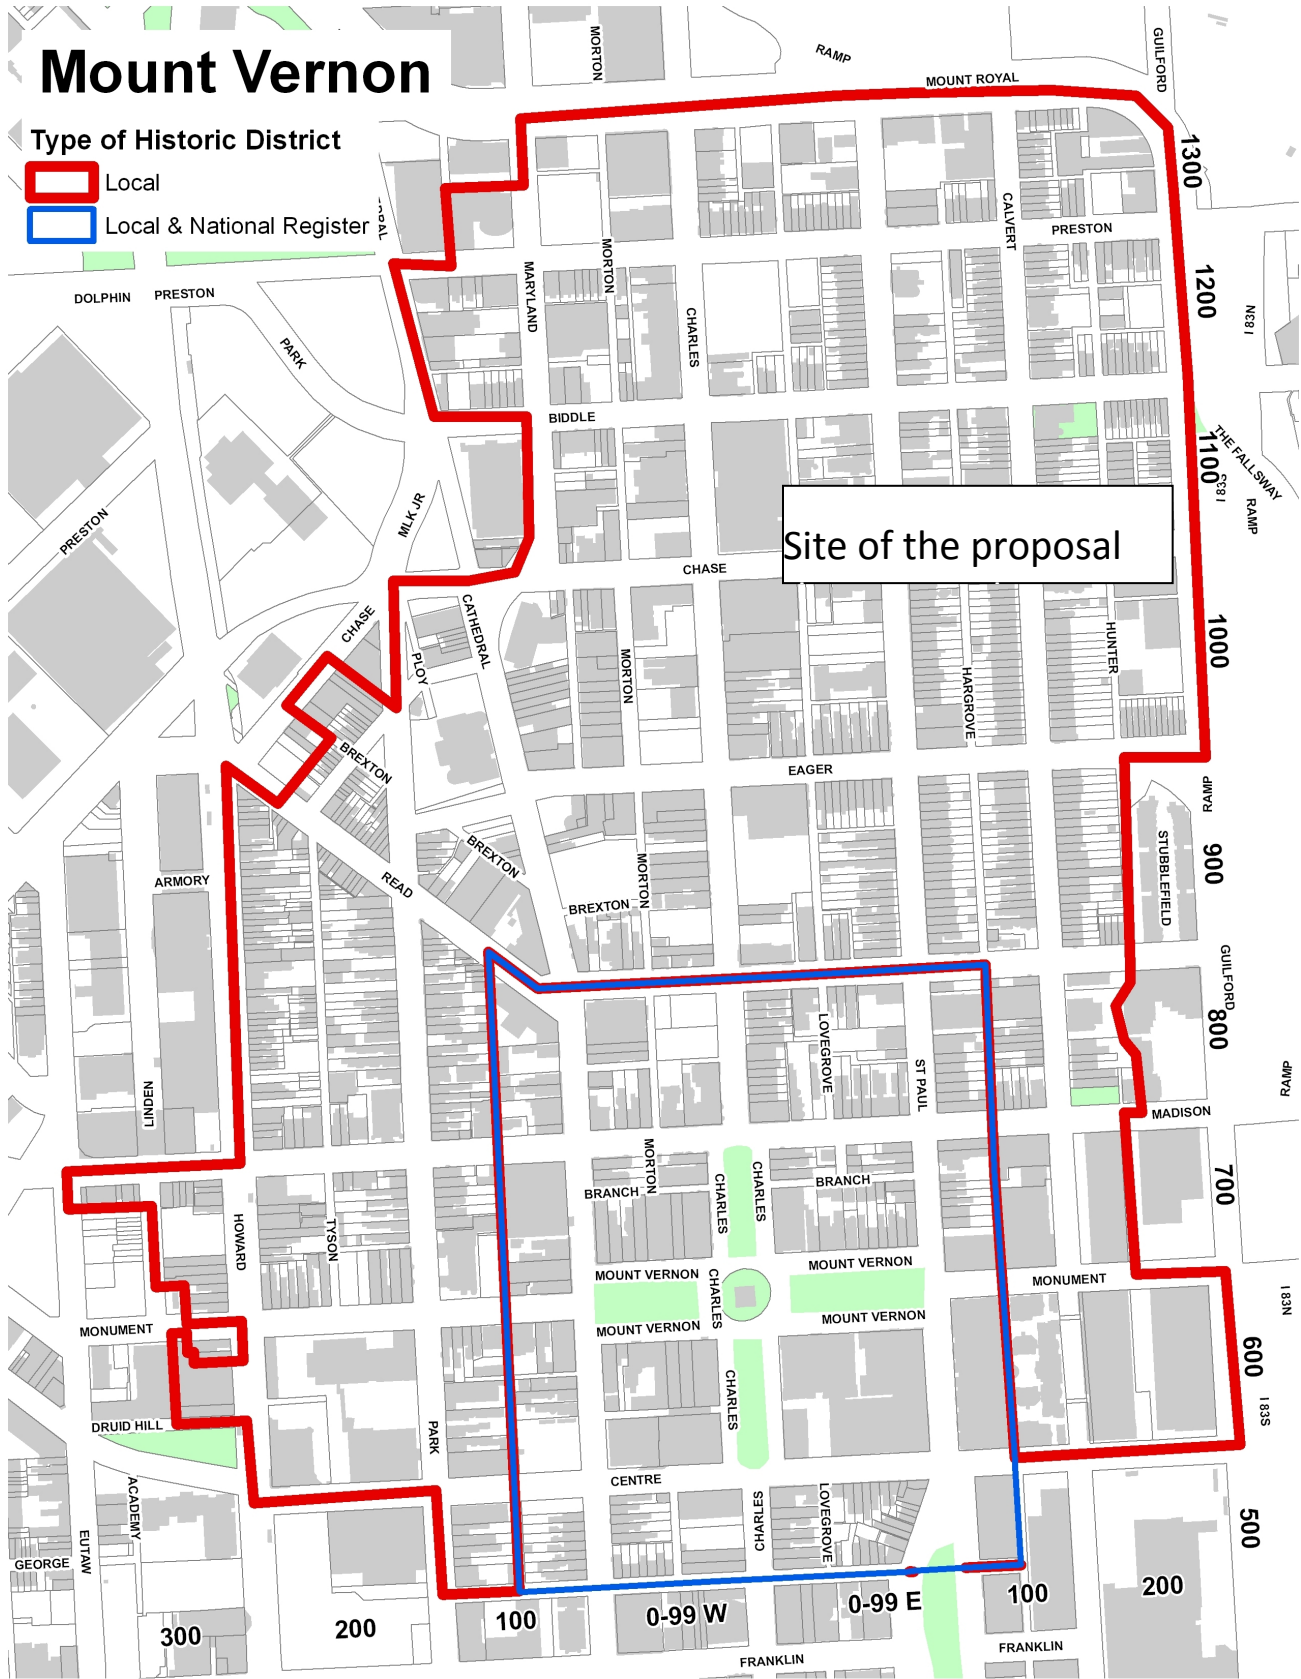 MORTON
RAMP
GUILFORD
Mount Vernon
MOUNT ROYAL
Type of Historic District
Local
Local & National Register
1300
CALVERT
PRESTON
MORTON
MARYLAND
DOLPHIN
PRESTON
1200
I 83N
CHARLES
PARK
BIDDLE
THE FALLSWAY
1100
I 83S
RAMP
MLK JR
PRESTON
Site of the proposal
CHASE
CHASE
CATHEDRAL
PLOY
MORTON
HARGROVE
HUNTER
1000
BREXTON
EAGER
RAMP
STUBBLEFIELD
900
BREXTON
MORTON
READ
ARMORY
BREXTON
GUILFORD
800
LOVEGROVE
ST PAUL
RAMP
LINDEN
MADISON
MORTON
BRANCH
CHARLES
CHARLES
BRANCH
700
HOWARD
TYSON
MOUNT VERNON
MOUNT VERNON
MONUMENT
CHARLES
I 83N
MONUMENT
MOUNT VERNON
MOUNT VERNON
600
CHARLES
I 83S
DRUID HILL
PARK
CENTRE
ACADEMY
CHARLES
LOVEGROVE
500
EUTAW
GEORGE
300
200
100
0-99 W
0-99 E
100
200
FRANKLIN
FRANKLIN